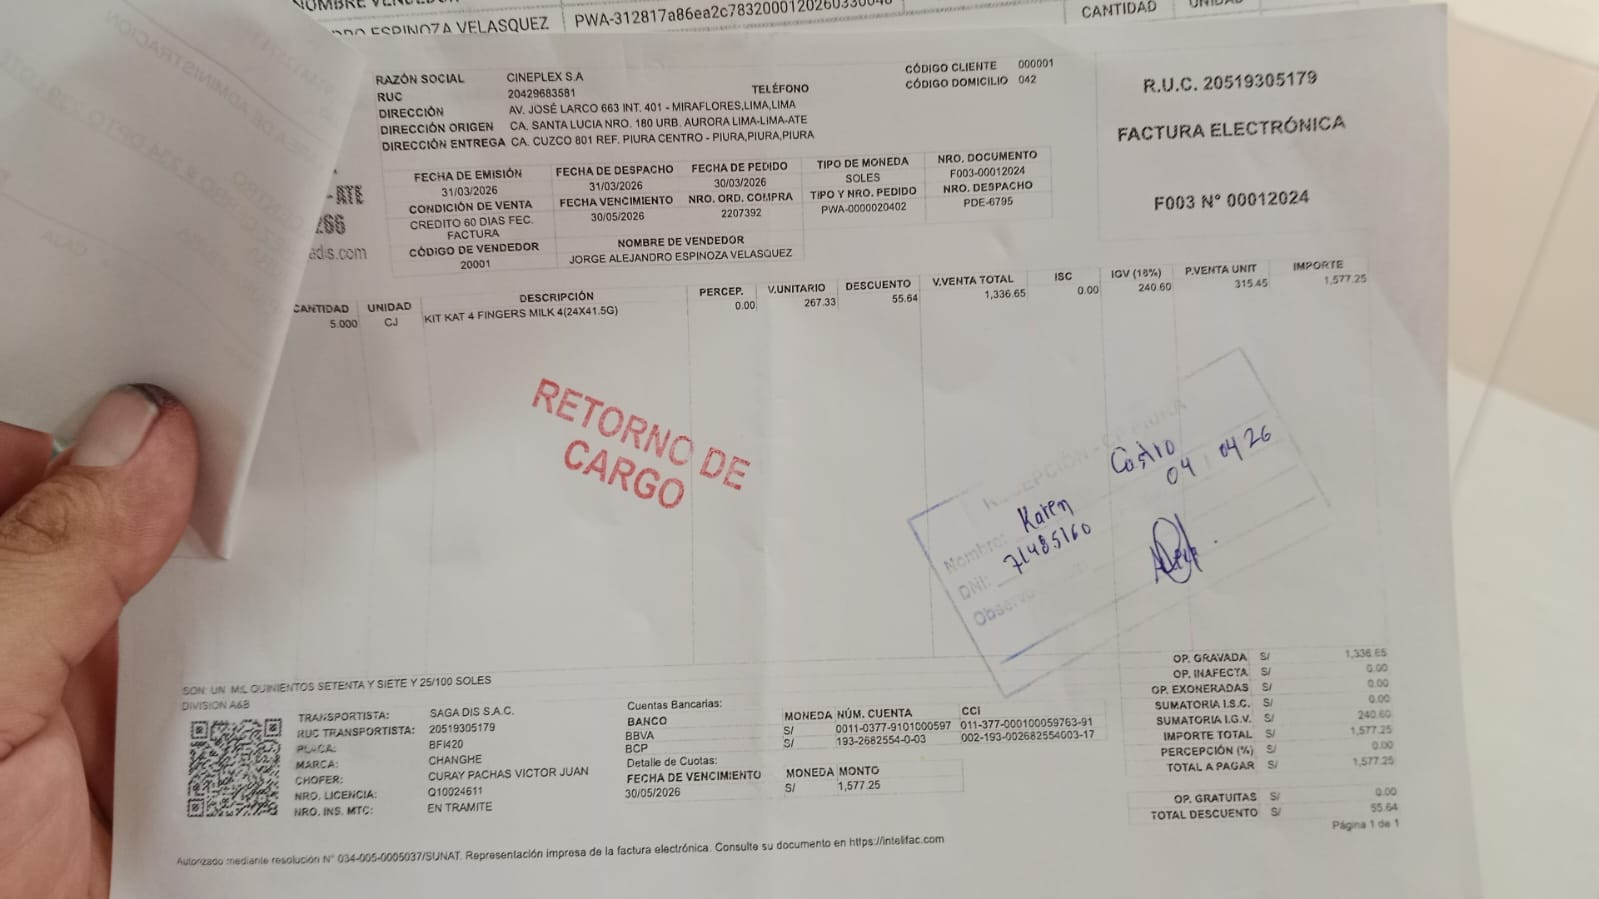 NOMBRE VENDEDOR
ESPINOZA VELASQUEZ
CANTIDAD
RAZÓN SOCIAL CINEPLEX S.A
RUC 20429683581 TELÉFONO
DIRECCIÓN AV. JOSÉ LARCO 663 INT. 401 - MIRAFLORES,LIMA,LIMA
DIRECCIÓN ORIGEN CA. SANTA LUCIA NRO. 180 URB. AURORA LIMA-LIMA-ATE
DIRECCIÓN ENTREGA CA. CUZCO 801 REF. PIURA CENTRO - PIURA,PIURA,PIURA
CÓDIGO CLIENTE 000001
CÓDIGO DOMICILIO 042
R.U.C. 20519305179
FACTURA ELECTRÓNICA
F003 N° 00012024
-ATE
266
adis.com
FECHA DE EMISIÓN FECHA DE DESPACHO FECHA DE PEDIDO TIPO DE MONEDA NRO. DOCUMENTO
31/03/2026 31/03/2026 30/03/2026 SOLES F003-00012024
CONDICIÓN DE VENTA FECHA VENCIMIENTO NRO. ORD. COMPRA TIPO Y NRO. PEDIDO NRO. DESPACHO
CREDITO 60 DIAS FEC. FACTURA 30/05/2026 2207392 PWA-0000020402 PDE-6795
CÓDIGO DE VENDEDOR NOMBRE DE VENDEDOR
20001 JORGE ALEJANDRO ESPINOZA VELASQUEZ
CANTIDAD UNIDAD DESCRIPCIÓN PERCEP. V.UNITARIO DESCUENTO V.VENTA TOTAL ISC IGV (18%) P.VENTA UNIT IMPORTE
5.000 CJ KIT KAT 4 FINGERS MILK 4(24X41.5G) 0.00 267.33 55.64 1,336.65 0.00 240.60 315.45 1,577.25
RETORNO DE
CARGO
RECEPCIÓN - CP PIURA
Nombre: Karen Castro
DNI: 71485160 04 04 26
SON: UN MIL QUINIENTOS SETENTA Y SIETE Y 25/100 SOLES
DIVISION A&B
TRANSPORTISTA: SAGA DIS S.A.C.
RUC TRANSPORTISTA: 20519305179
PLACA: BFI420
MARCA: CHANGHE
CHOFER: CURAY PACHAS VICTOR JUAN
NRO. LICENCIA: Q10024611
NRO. INS. MTC: EN TRAMITE
Cuentas Bancarias:
BANCO MONEDA NÚM. CUENTA CCI
BBVA S/ 0011-0377-9101000597 011-377-000100059763-91
BCP S/ 193-2682554-0-03 002-193-002682554003-17
Detalle de Cuotas:
FECHA DE VENCIMIENTO MONEDA MONTO
30/05/2026 S/ 1,577.25
OP. GRAVADA S/ 1,336.65
OP. INAFECTA S/ 0.00
OP. EXONERADAS S/ 0.00
SUMATORIA I.S.C. S/ 0.00
SUMATORIA I.G.V. S/ 240.60
IMPORTE TOTAL S/ 1,577.25
PERCEPCIÓN (%) S/ 0.00
TOTAL A PAGAR S/ 1,577.25
OP. GRATUITAS S/ 0.00
TOTAL DESCUENTO S/ 55.64
Página 1 de 1
Autorizado mediante resolución N° 034-005-0005037/SUNAT. Representación impresa de la factura electrónica. Consulte su documento en https://intelifac.com